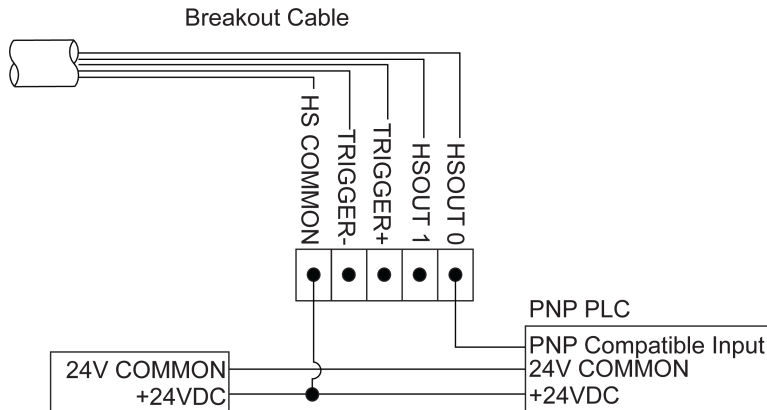 Breakout Cable
HS COMMON
TRIGGER-
TRIGGER+
HSOUT 1
HSOUT 0
PNP PLC
PNP Compatible Input
24V COMMON
24V COMMON
+24VDC
+24VDC